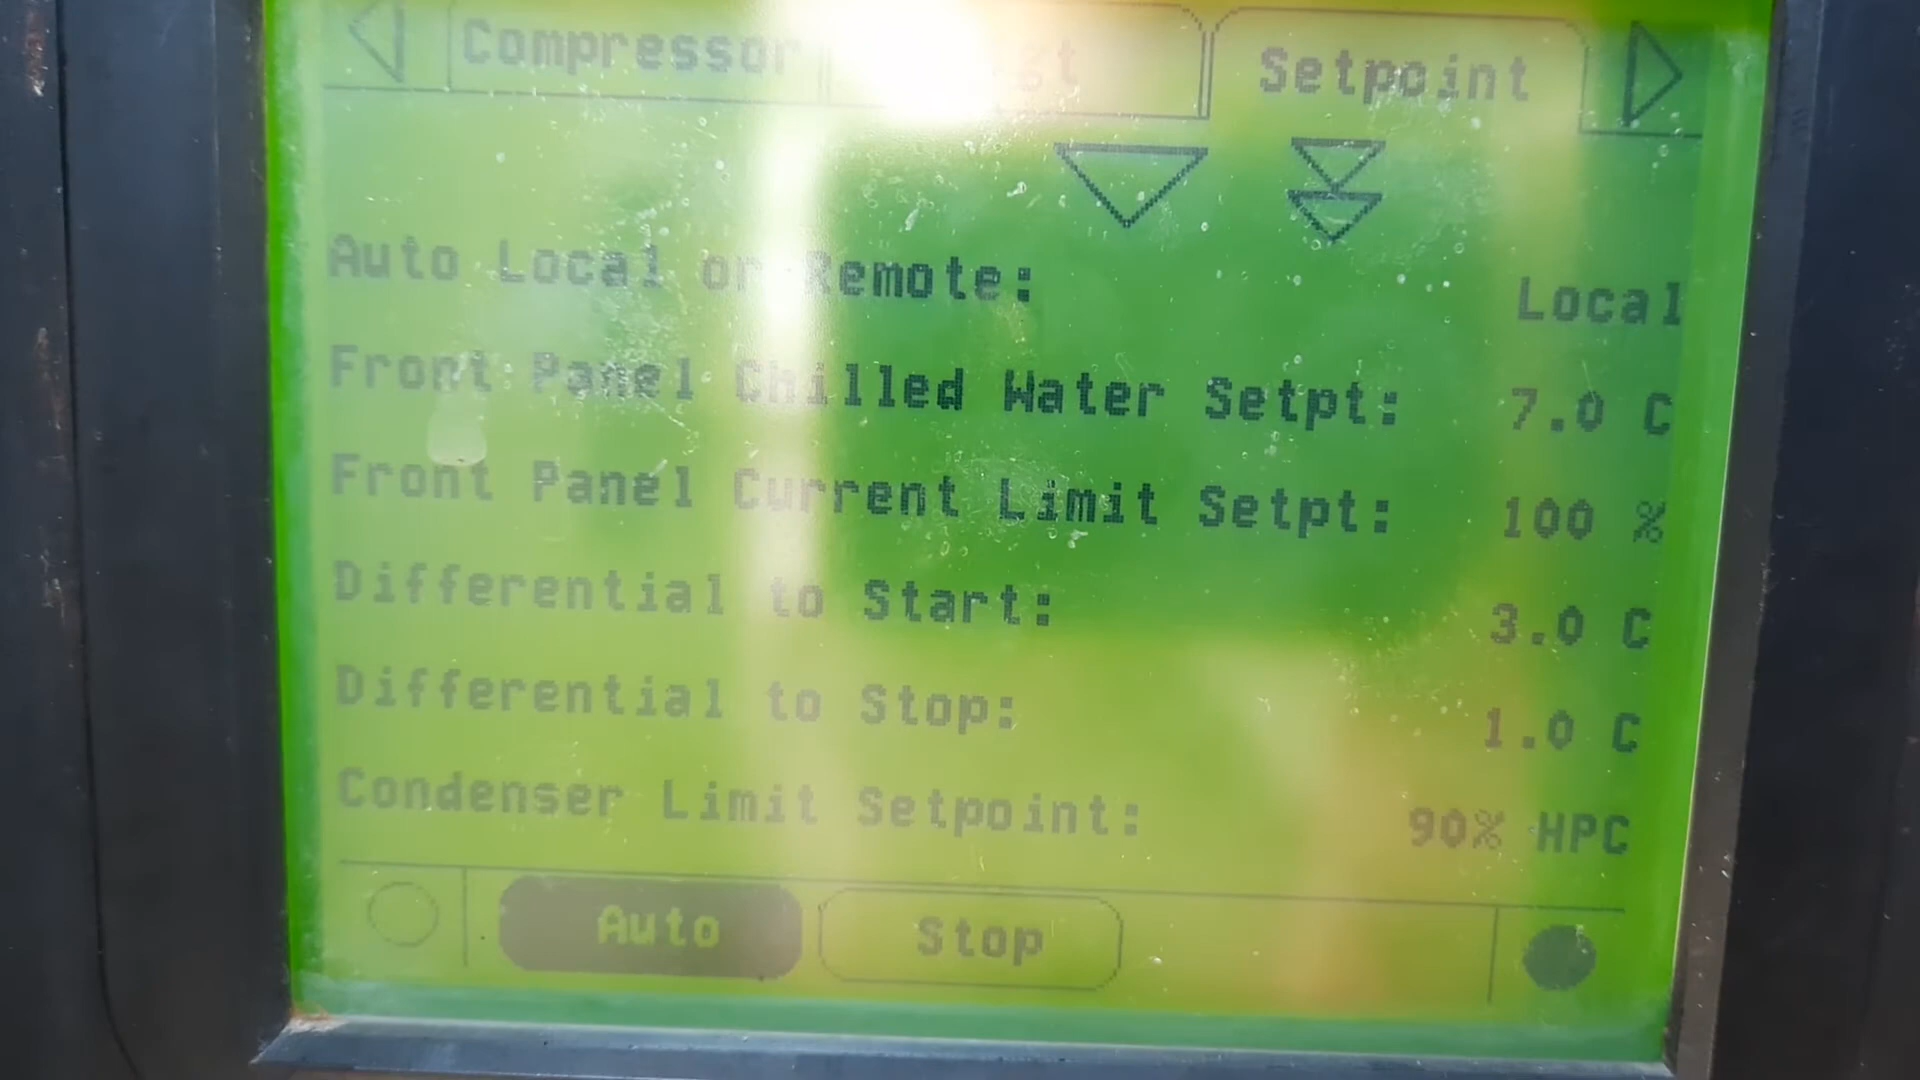 Compressor Setpoint
Auto Local or Remote: Local
Front Panel Chilled Water Setpt: 7.0 C
Front Panel Current Limit Setpt: 100 %
Differential to Start: 3.0 C
Differential to Stop: 1.0 C
Condenser Limit Setpoint: 90% HPC
Auto Stop